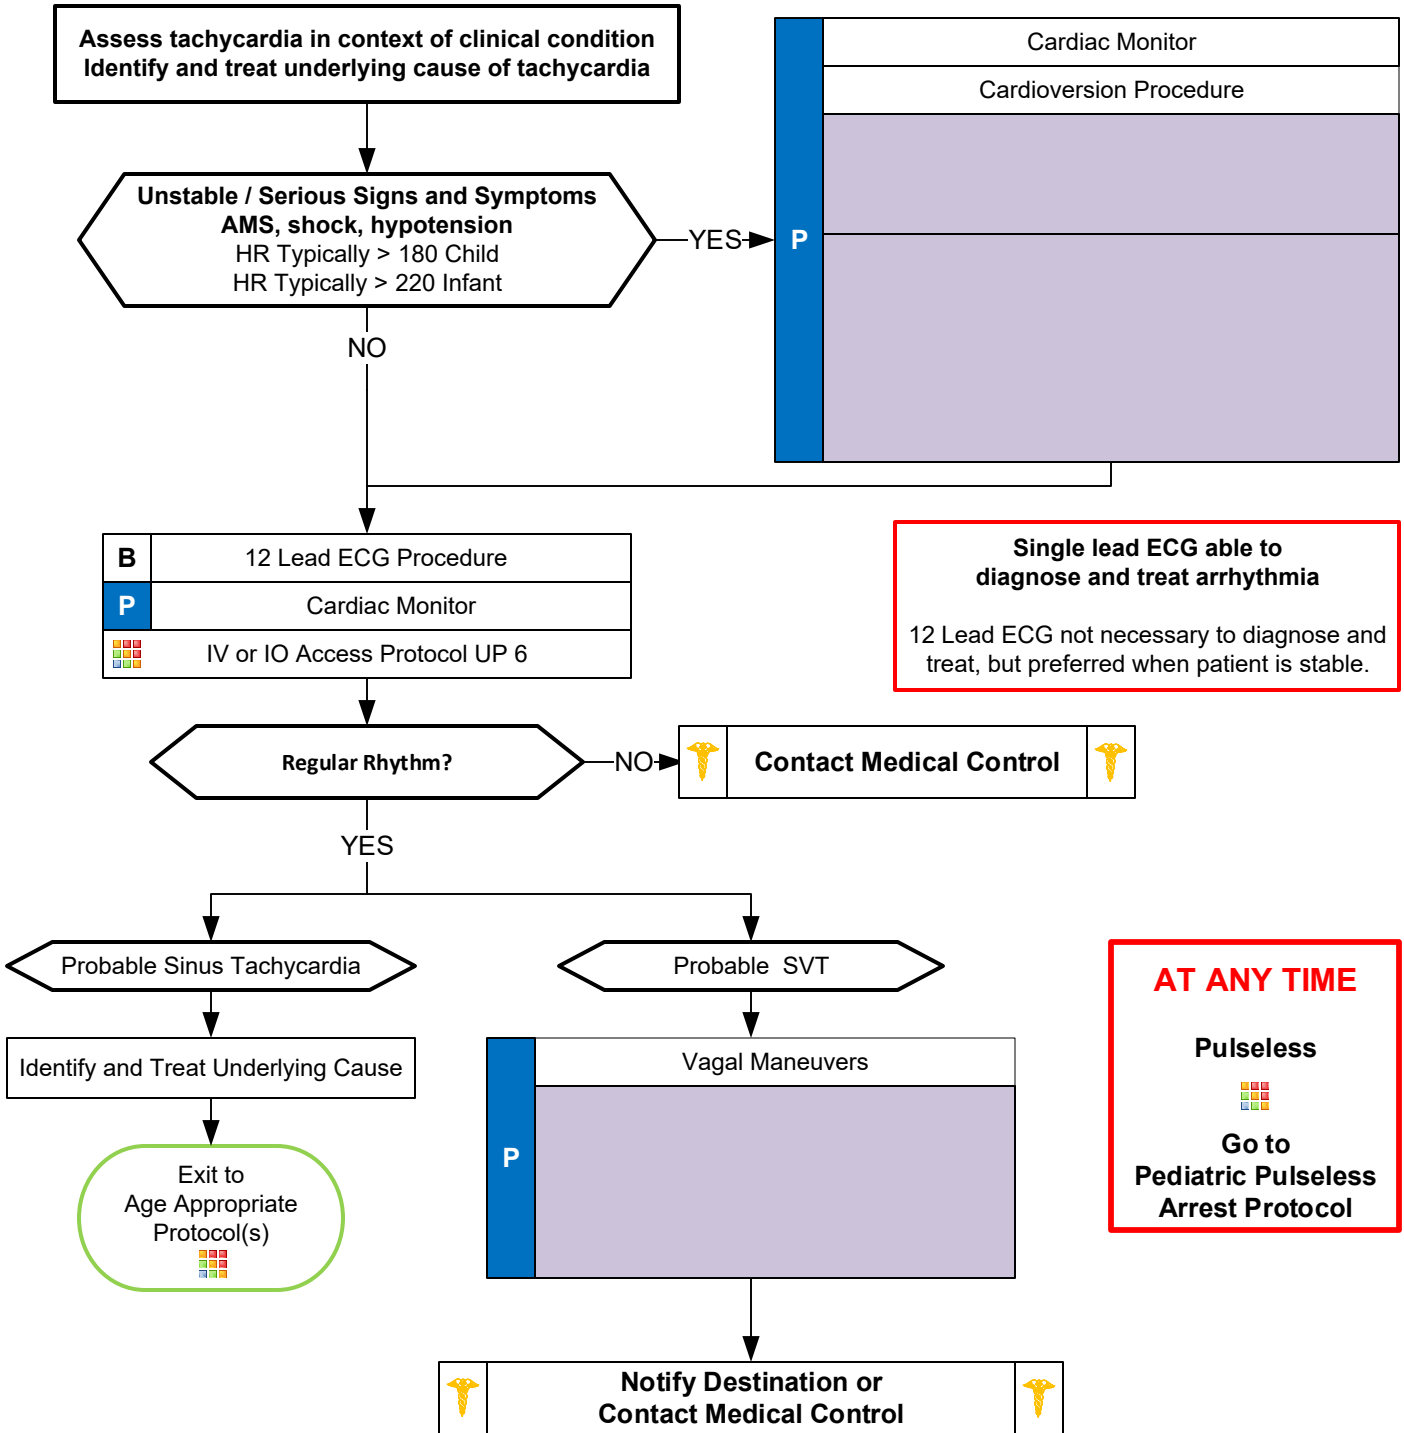 Assess tachycardia in context of clinical condition
Identify and treat underlying cause of tachycardia
Cardiac Monitor
Cardioversion Procedure
P
Unstable / Serious Signs and Symptoms
AMS, shock, hypotension
HR Typically > 180 Child
HR Typically > 220 Infant
YES
NO
B
12 Lead ECG Procedure
P
Cardiac Monitor
IV or IO Access Protocol UP 6
Single lead ECG able to
diagnose and treat arrhythmia
12 Lead ECG not necessary to diagnose and
treat, but preferred when patient is stable.
Regular Rhythm?
NO
Contact Medical Control
YES
Probable Sinus Tachycardia
Probable SVT
Identify and Treat Underlying Cause
Exit to
Age Appropriate
Protocol(s)
P
Vagal Maneuvers
AT ANY TIME
Pulseless
Go to
Pediatric Pulseless
Arrest Protocol
Notify Destination or
Contact Medical Control